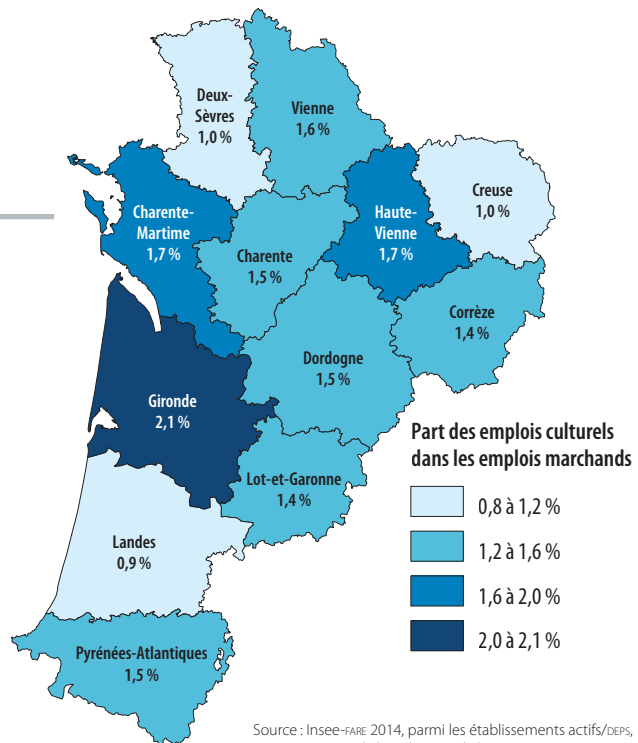 Deux-
Sèvres
1,0 %
Vienne
1,6 %
Creuse
1,0 %
Charente-
Martime
1,7 %
Haute-
Vienne
1,7 %
Charente
1,5 %
Corrèze
1,4 %
Dordogne
1,5 %
Gironde
2,1 %
Lot-et-Garonne
1,4 %
Landes
0,9 %
Pyrénées-Atlantiques
1,5 %
Part des emplois culturels
dans les emplois marchands
0,8 à 1,2 %
1,2 à 1,6 %
1,6 à 2,0 %
2,0 à 2,1 %
Source : Insee-FARE 2014, parmi les établissements actifs/DEPS,